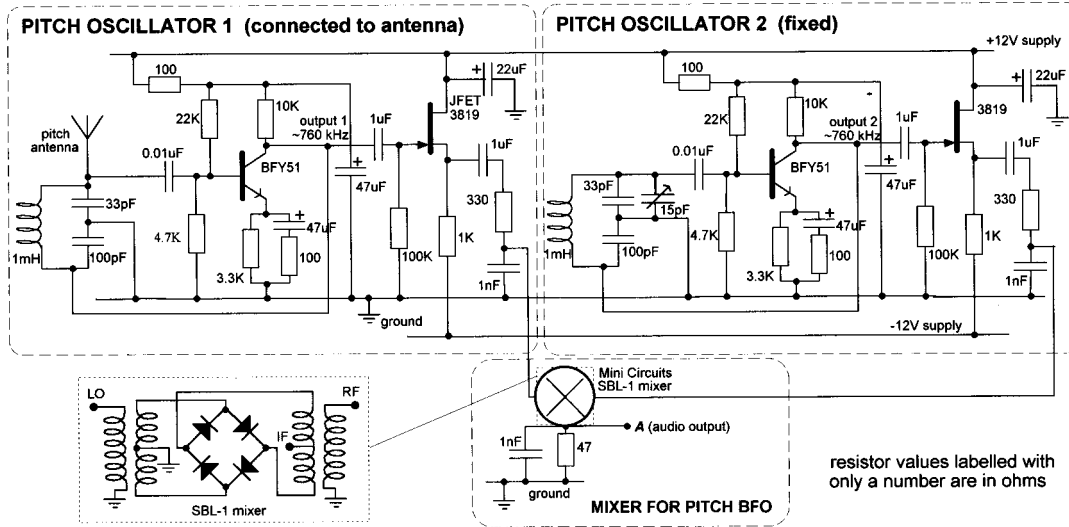 PITCH OSCILLATOR 1 (connected to antenna)
100
22K
10K
pitch
antenna
0.01uF
BFY51
output 1
~760 kHz
1uF
JFET
3819
+
22uF
33pF
100pF
1mH
4.7K
3.3K
+
47uF
100
+
47uF
100K
1uF
330
1K
1nF
ground
PITCH OSCILLATOR 2 (fixed)
+12V supply
100
22K
10K
0.01uF
BFY51
output 2
~760 kHz
1uF
3819
+
22uF
33pF
15pF
100pF
1mH
4.7K
3.3K
+
47uF
100
+
47uF
100K
1uF
330
1K
1nF
-12V supply
LO
IF
RF
SBL-1 mixer
Mini Circuits
SBL-1 mixer
A (audio output)
1nF
47
ground
MIXER FOR PITCH BFO
resistor values labelled with
only a number are in ohms